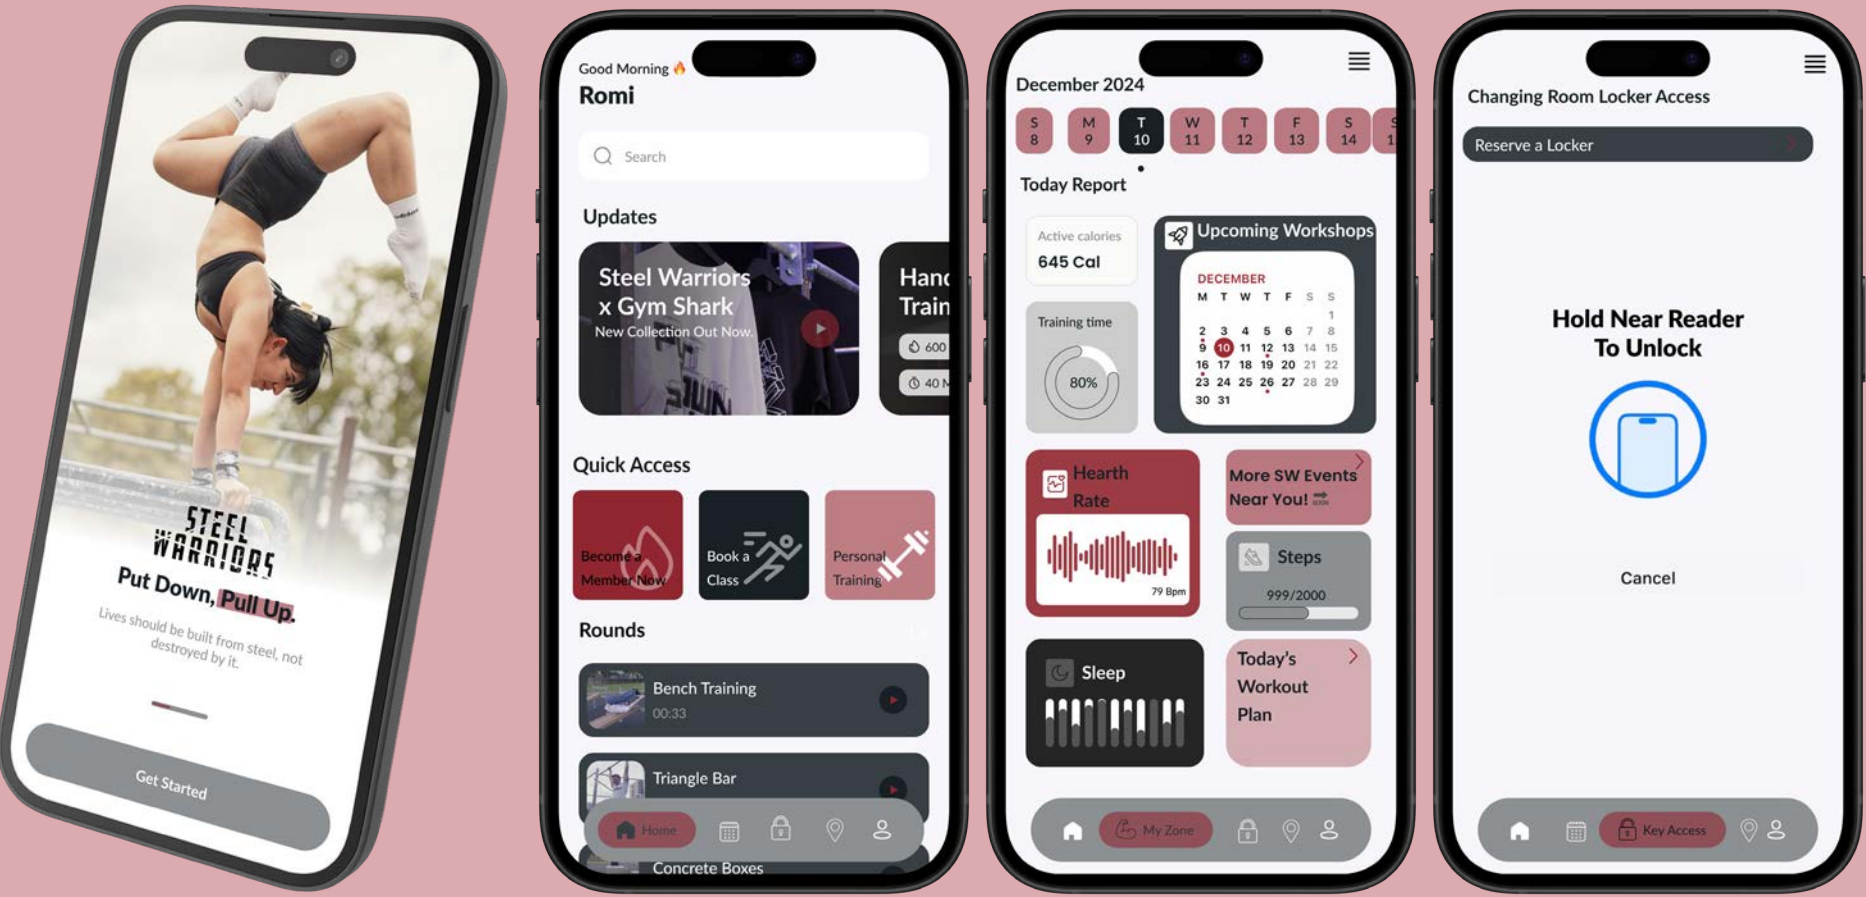 STEEL
WARRIORS
Put Down, Pull Up.
Lives should be built from steel, not
destroyed by it.
Get Started
Good Morning 🔥
Romi
Search
Updates
Steel Warriors
x Gym Shark
New Collection Out Now.
Hand
Train
600
40 M
Quick Access
Become a
Member Now
Book a
Class
Personal
Training
Rounds
Bench Training
00:33
Triangle Bar
Home
Concrete Boxes
December 2024
S M T W T F S S
8 9 10 11 12 13 14 1
Today Report
Active calories
645 Cal
Training time
80%
Upcoming Workshops
DECEMBER
M T W T F S S
1
2 3 4 5 6 7 8
9 10 11 12 13 14 15
16 17 18 19 20 21 22
23 24 25 26 27 28 29
30 31
Hearth
Rate
79 Bpm
More SW Events
Near You!
Steps
999/2000
Sleep
Today's
Workout
Plan
My Zone
Changing Room Locker Access
Reserve a Locker
Hold Near Reader
To Unlock
Cancel
Key Access